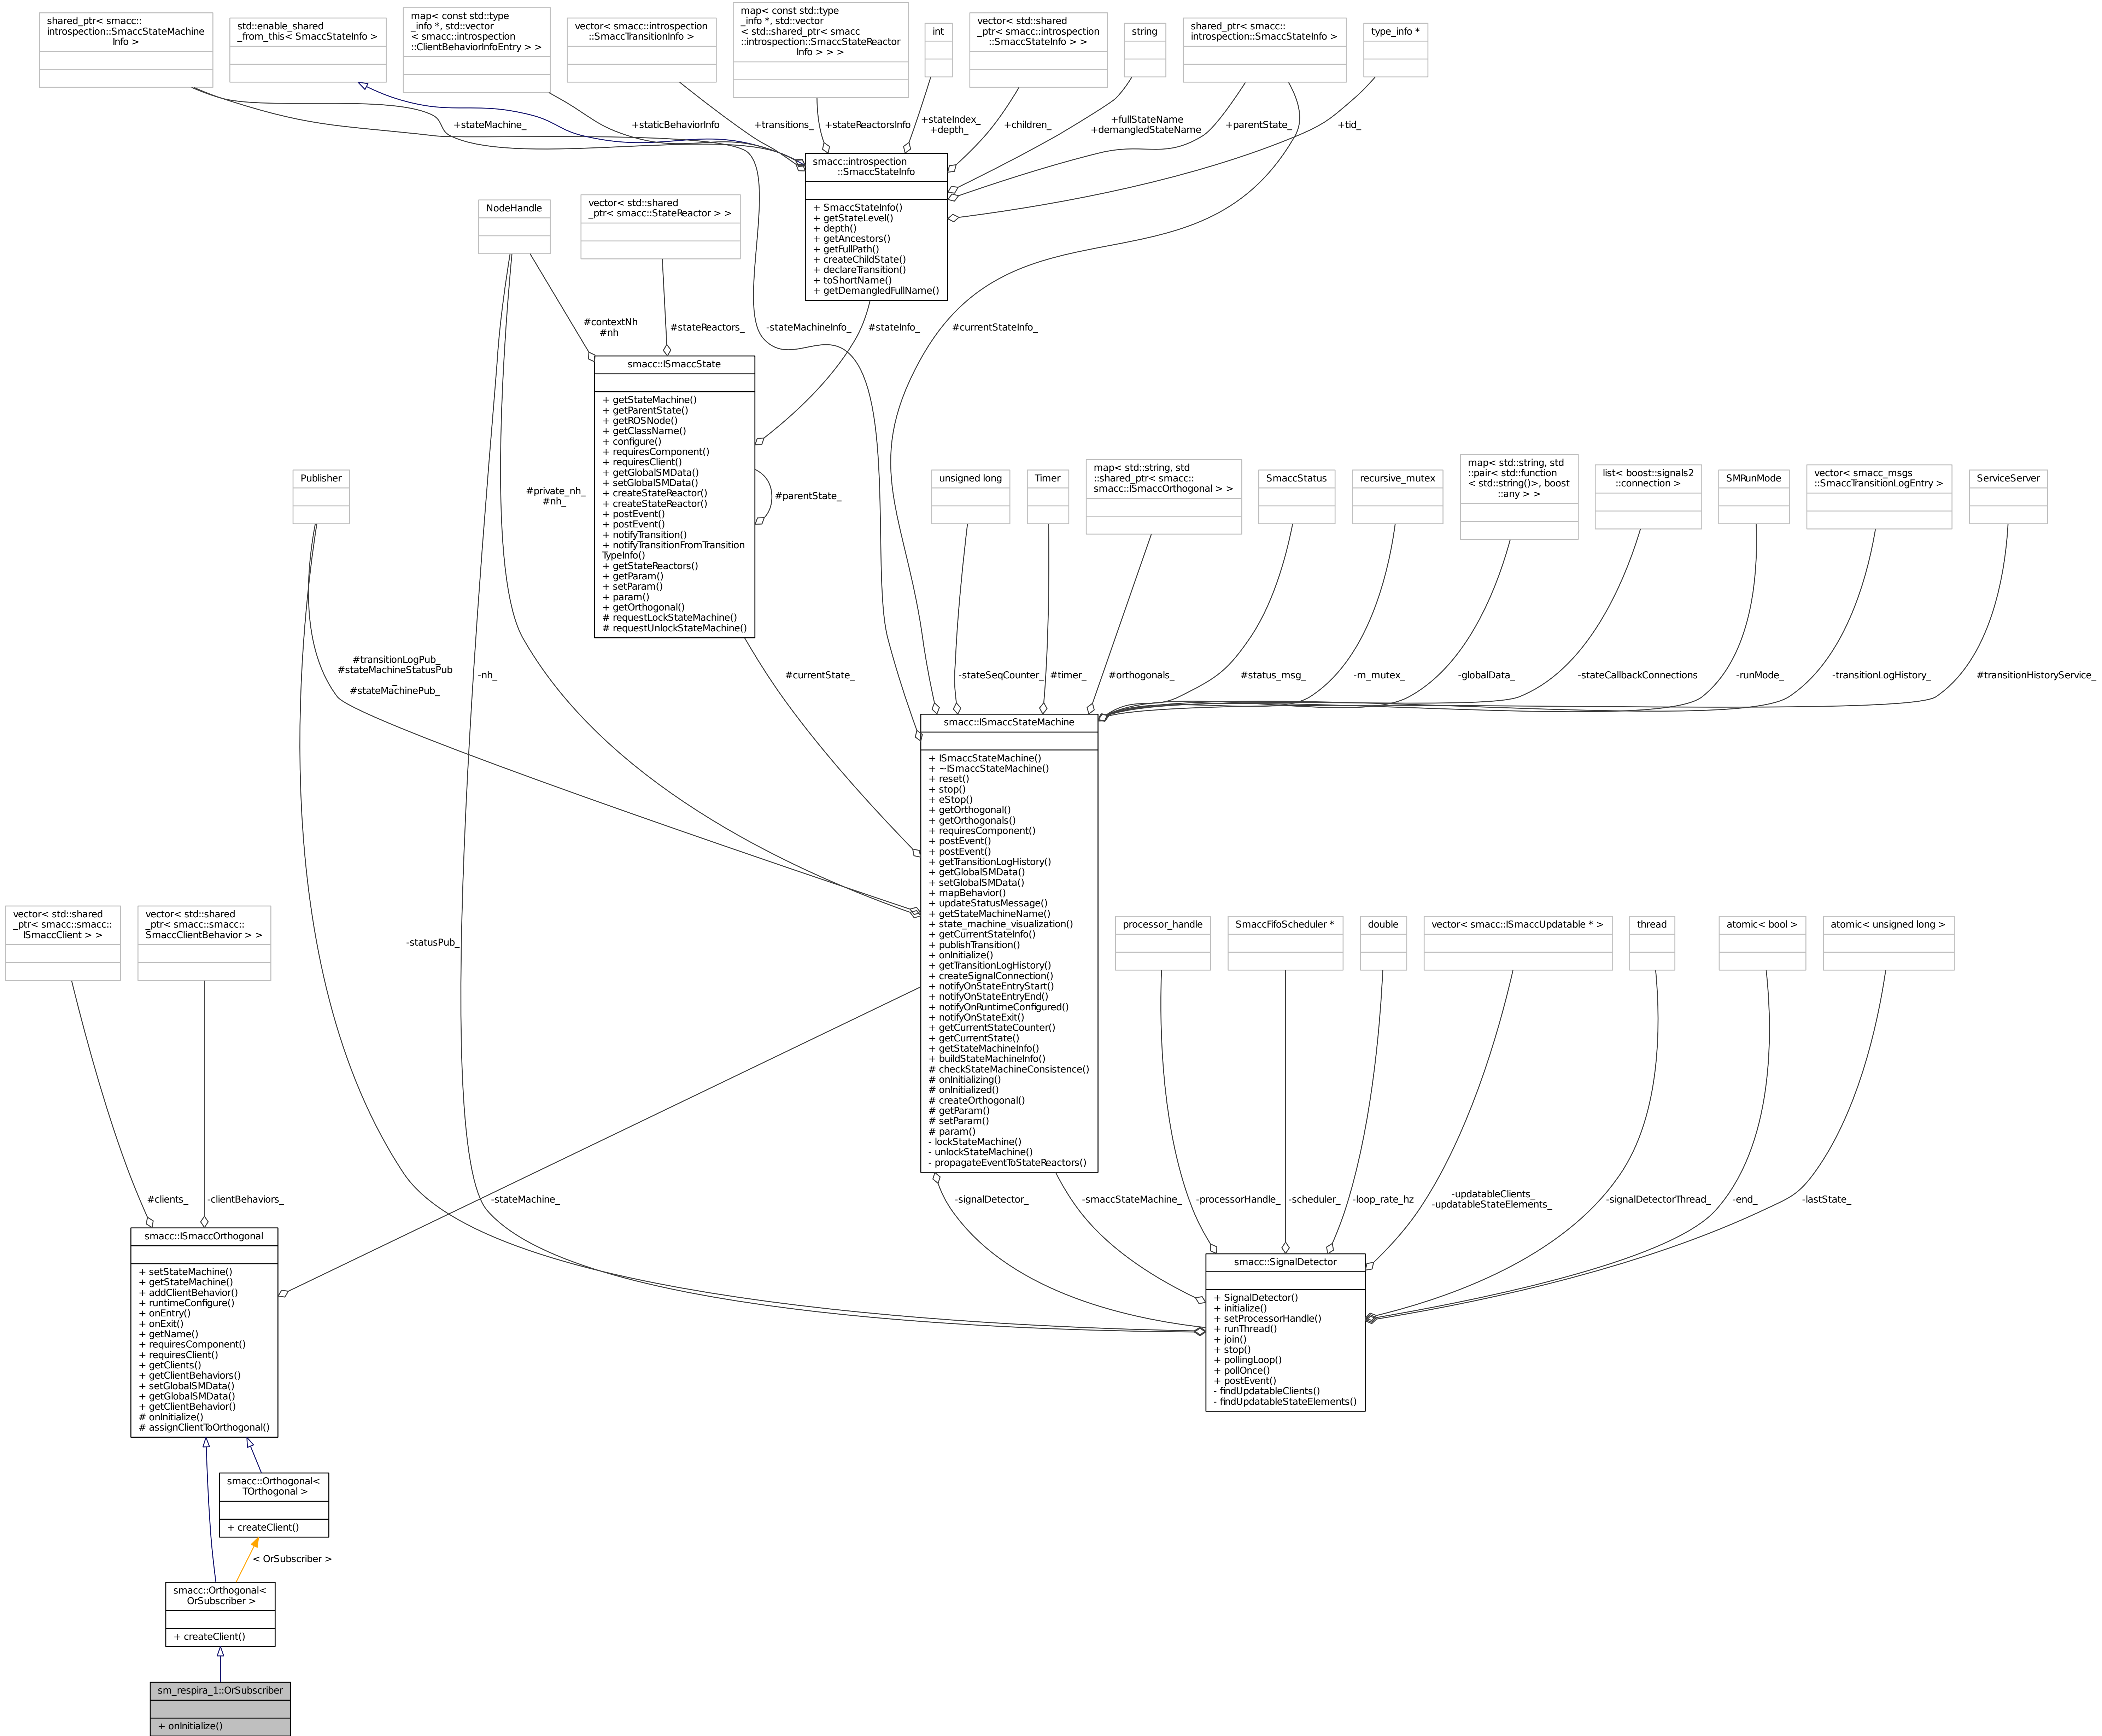 shared_ptr< smacc::
introspection::SmaccStateMachine
Info >
std::enable_shared
_from_this< SmaccStateInfo >
map< const std::type
_info *, std::vector
< smacc::introspection
::ClientBehaviorInfoEntry > >
vector< smacc::introspection
::SmaccTransitionInfo >
map< const std::type
_info *, std::vector
< std::shared_ptr< smacc
::introspection::SmaccStateReactor
Info > > >
int
vector< std::shared
_ptr< smacc::introspection
::SmaccStateInfo > >
string
shared_ptr< smacc::
introspection::SmaccStateInfo >
type_info *
+stateMachine_
+staticBehaviorInfo
+transitions_
+stateReactorsInfo
+stateIndex_
+depth_
+children_
+fullStateName
+demangledStateName
+parentState_
+tid_
smacc::introspection
::SmaccStateInfo
+ SmaccStateInfo()
+ getStateLevel()
+ depth()
+ getAncestors()
+ getFullPath()
+ createChildState()
+ declareTransition()
+ toShortName()
+ getDemangledFullName()
NodeHandle
vector< std::shared
_ptr< smacc::StateReactor > >
#contextNh
#nh
#stateReactors_
-stateMachineInfo_
#stateInfo_
#currentStateInfo_
smacc::ISmaccState
+ getStateMachine()
+ getParentState()
+ getROSNode()
+ getClassName()
+ configure()
+ requiresComponent()
+ requiresClient()
+ getGlobalSMData()
+ setGlobalSMData()
+ createStateReactor()
+ createStateReactor()
+ postEvent()
+ postEvent()
+ notifyTransition()
+ notifyTransitionFromTransition
TypeInfo()
+ getStateReactors()
+ getParam()
+ setParam()
+ param()
+ getOrthogonal()
# requestLockStateMachine()
# requestUnlockStateMachine()
#parentState_
Publisher
#private_nh_
#nh_
unsigned long
Timer
map< std::string, std
::shared_ptr< smacc::
smacc::ISmaccOrthogonal > >
SmaccStatus
recursive_mutex
map< std::string, std
::pair< std::function
< std::string()>, boost
::any > >
list< boost::signals2
::connection >
SMRunMode
vector< smacc_msgs
::SmaccTransitionLogEntry >
ServiceServer
#transitionLogPub_
#stateMachineStatusPub
_
#stateMachinePub_
-nh_
#currentState_
-stateSeqCounter_
#timer_
#orthogonals_
#status_msg_
-m_mutex_
-globalData_
-stateCallbackConnections
-runMode_
-transitionLogHistory_
#transitionHistoryService_
smacc::ISmaccStateMachine
+ ISmaccStateMachine()
+ ~ISmaccStateMachine()
+ reset()
+ stop()
+ eStop()
+ getOrthogonal()
+ getOrthogonals()
+ requiresComponent()
+ postEvent()
+ postEvent()
+ getTransitionLogHistory()
+ getGlobalSMData()
+ setGlobalSMData()
+ mapBehavior()
+ updateStatusMessage()
+ getStateMachineName()
+ state_machine_visualization()
+ getCurrentStateInfo()
+ publishTransition()
+ onInitialize()
+ getTransitionLogHistory()
+ createSignalConnection()
+ notifyOnStateEntryStart()
+ notifyOnStateEntryEnd()
+ notifyOnRuntimeConfigured()
+ notifyOnStateExit()
+ getCurrentStateCounter()
+ getCurrentState()
+ getStateMachineInfo()
+ buildStateMachineInfo()
# checkStateMachineConsistence()
# onInitializing()
# onInitialized()
# createOrthogonal()
# getParam()
# setParam()
# param()
- lockStateMachine()
- unlockStateMachine()
- propagateEventToStateReactors()
vector< std::shared
_ptr< smacc::smacc::
ISmaccClient > >
vector< std::shared
_ptr< smacc::smacc::
SmaccClientBehavior > >
-statusPub_
processor_handle
SmaccFifoScheduler *
double
vector< smacc::ISmaccUpdatable * >
thread
atomic< bool >
atomic< unsigned long >
#clients_
-clientBehaviors_
-stateMachine_
-signalDetector_
-smaccStateMachine_
-processorHandle_
-scheduler_
-loop_rate_hz
-updatableClients_
-updatableStateElements_
-signalDetectorThread_
-end_
-lastState_
smacc::ISmaccOrthogonal
+ setStateMachine()
+ getStateMachine()
+ addClientBehavior()
+ runtimeConfigure()
+ onEntry()
+ onExit()
+ getName()
+ requiresComponent()
+ requiresClient()
+ getClients()
+ getClientBehaviors()
+ setGlobalSMData()
+ getGlobalSMData()
+ getClientBehavior()
# onInitialize()
# assignClientToOrthogonal()
smacc::SignalDetector
+ SignalDetector()
+ initialize()
+ setProcessorHandle()
+ runThread()
+ join()
+ stop()
+ pollingLoop()
+ pollOnce()
+ postEvent()
- findUpdatableClients()
- findUpdatableStateElements()
smacc::Orthogonal<
TOrthogonal >
+ createClient()
< OrSubscriber >
smacc::Orthogonal<
OrSubscriber >
+ createClient()
sm_respira_1::OrSubscriber
+ onInitialize()